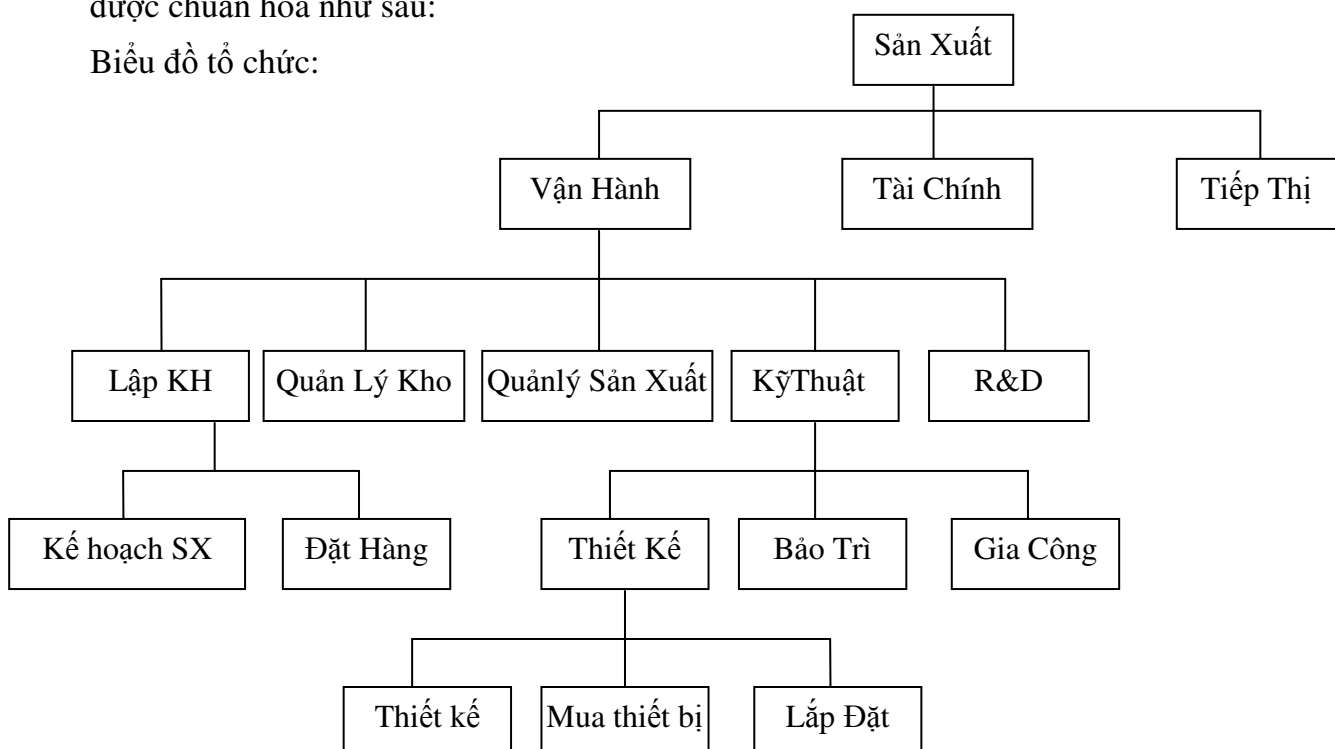 được chuẩn hoá như sau:
Biểu đồ tổ chức:
Sản Xuất
Vận Hành
Tài Chính
Tiếp Thị
Lập KH
Quản Lý Kho
Quảnlý Sản Xuất
KỹThuật
R&D
Kế hoạch SX
Đặt Hàng
Thiết Kế
Bảo Trì
Gia Công
Thiết kế
Mua thiết bị
Lắp Đặt